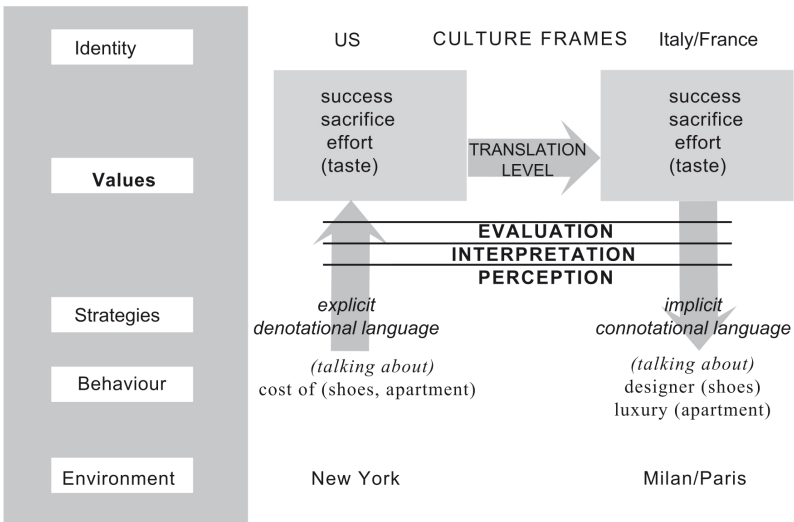 Identity
US
CULTURE FRAMES
Italy/France
success
sacrifice
effort
(taste)
TRANSLATION
LEVEL
success
sacrifice
effort
(taste)
Values
EVALUATION
INTERPRETATION
PERCEPTION
Strategies
explicit
denotational language
implicit
connotational language
Behaviour
(talking about)
cost of (shoes, apartment)
(talking about)
designer (shoes)
luxury (apartment)
Environment
New York
Milan/Paris